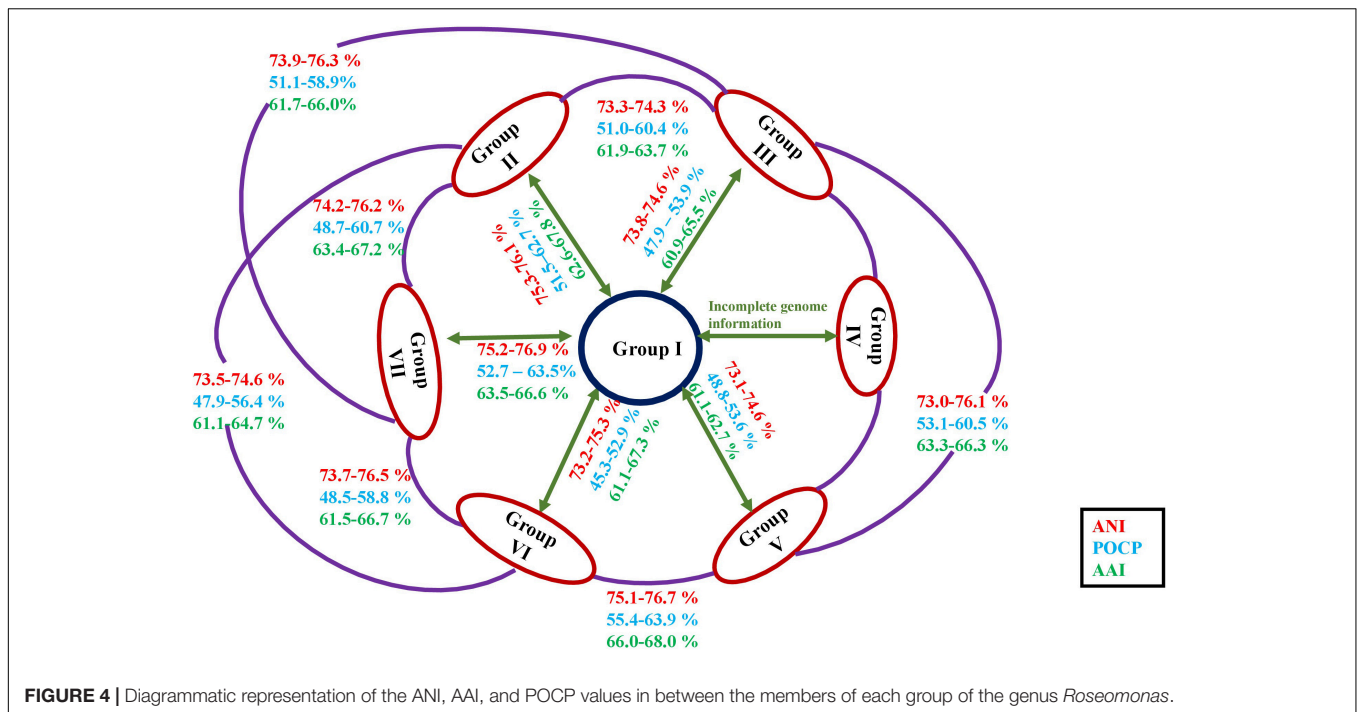 73.9-76.3 %
51.1-58.9%
61.7-66.0%
Group
II
73.3-74.3 %
51.0-60.4 %
61.9-63.7 %
Group
III
74.2-76.2 %
48.7-60.7 %
63.4-67.2 %
75.3-76.1 %
51.5–62.7 %
62.6-67.8 %
73.8-74.6 %
47.9 – 53.9 %
60.9-65.5 %
Group
VII
75.2-76.9 %
52.7 – 63.5%
63.5-66.6 %
Group I
Incomplete genome
information
Group
IV
73.5-74.6 %
47.9-56.4 %
61.1-64.7 %
73.2-75.3 %
45.3-52.9 %
61.1-67.3 %
73.1-74.6 %
48.8-53.6 %
61.1-62.7 %
73.0-76.1 %
53.1-60.5 %
63.3-66.3 %
73.7-76.5 %
48.5-58.8 %
61.5-66.7 %
Group
VI
Group
V
75.1-76.7 %
55.4-63.9 %
66.0-68.0 %
ANI
POCP
AAI
FIGURE 4 | Diagrammatic representation of the ANI, AAI, and POCP values in between the members of each group of the genus Roseomonas.